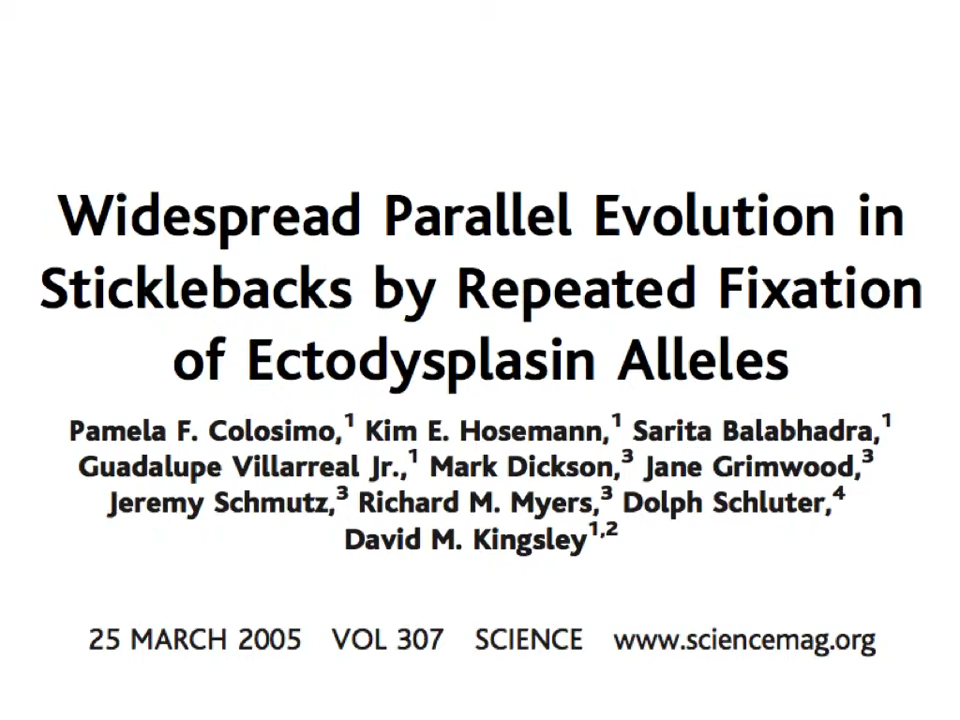 Widespread Parallel Evolution in
Sticklebacks by Repeated Fixation
of Ectodysplasin Alleles
Pamela F. Colosimo,¹ Kim E. Hosemann,¹ Sarita Balabhadra,¹
Guadalupe Villarreal Jr.,¹ Mark Dickson,³ Jane Grimwood,³
Jeremy Schmutz,³ Richard M. Myers,³ Dolph Schluter,⁴
David M. Kingsley¹,²
25 MARCH 2005 VOL 307 SCIENCE www.sciencemag.org